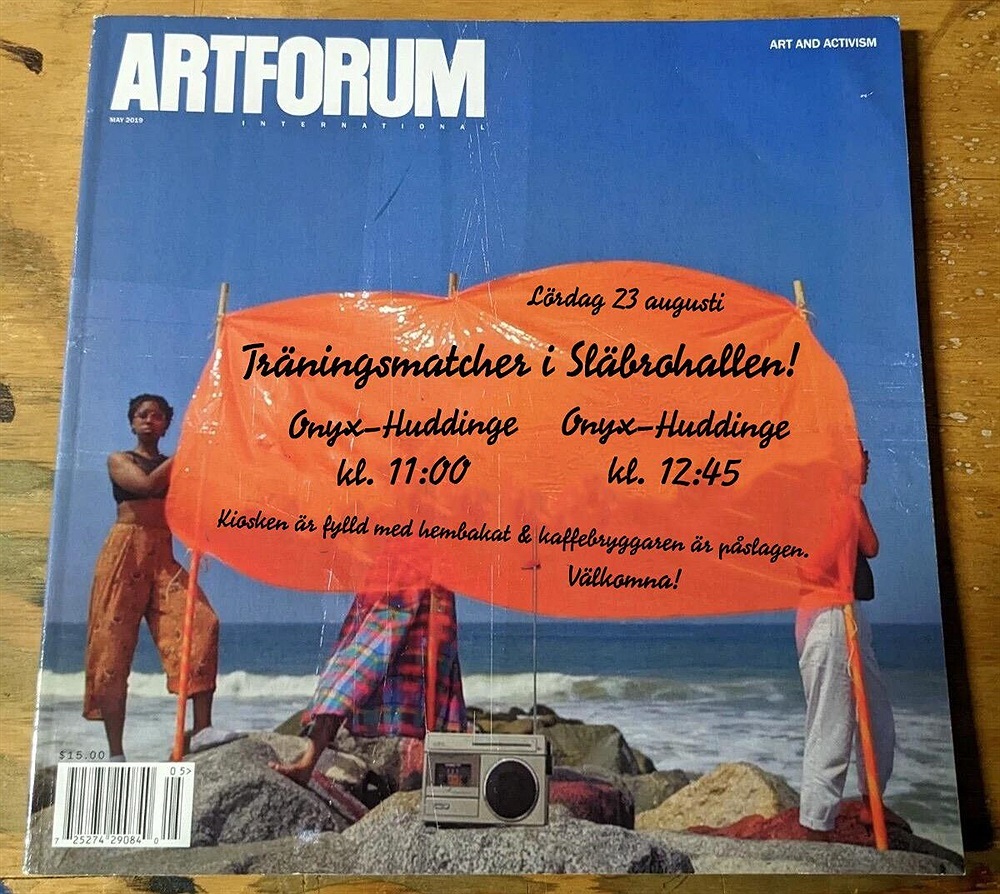 ARTFORUM
ART AND ACTIVISM
MAY 2019
INTERNATIONAL
Lördag 23 augusti
Träningsmatcher i Släbrohallen!
Onyx–Huddinge Onyx–Huddinge
kl. 11:00 kl. 12:45
Kiosken är fylld med hembakat & kaffebryggaren är påslagen.
Välkomna!
$15.00
05>
7 25274 29084 0